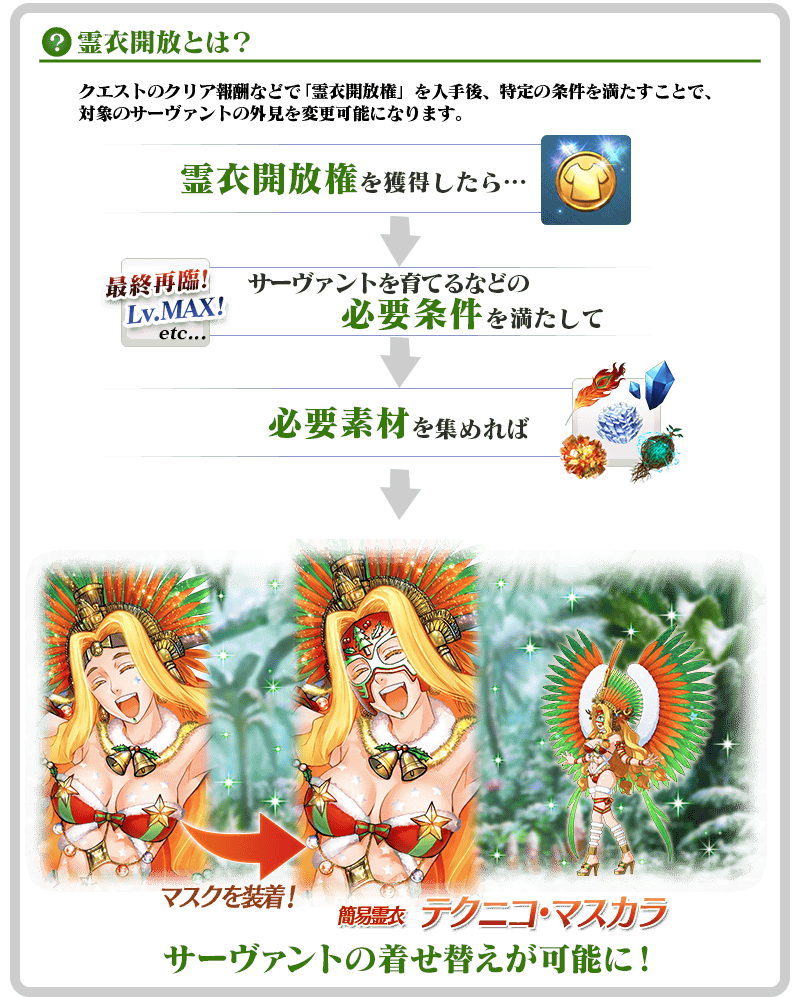 ? 霊衣開放とは？
クエストのクリア報酬などで「霊衣開放権」を入手後、特定の条件を満たすことで、
対象のサーヴァントの外見を変更可能になります。
霊衣開放権を獲得したら…
最終再臨!
Lv.MAX!
etc...
サーヴァントを育てるなどの
必要条件を満たして
必要素材を集めれば
マスクを装着！
簡易霊衣 テクニコ・マスカラ
サーヴァントの着せ替えが可能に！